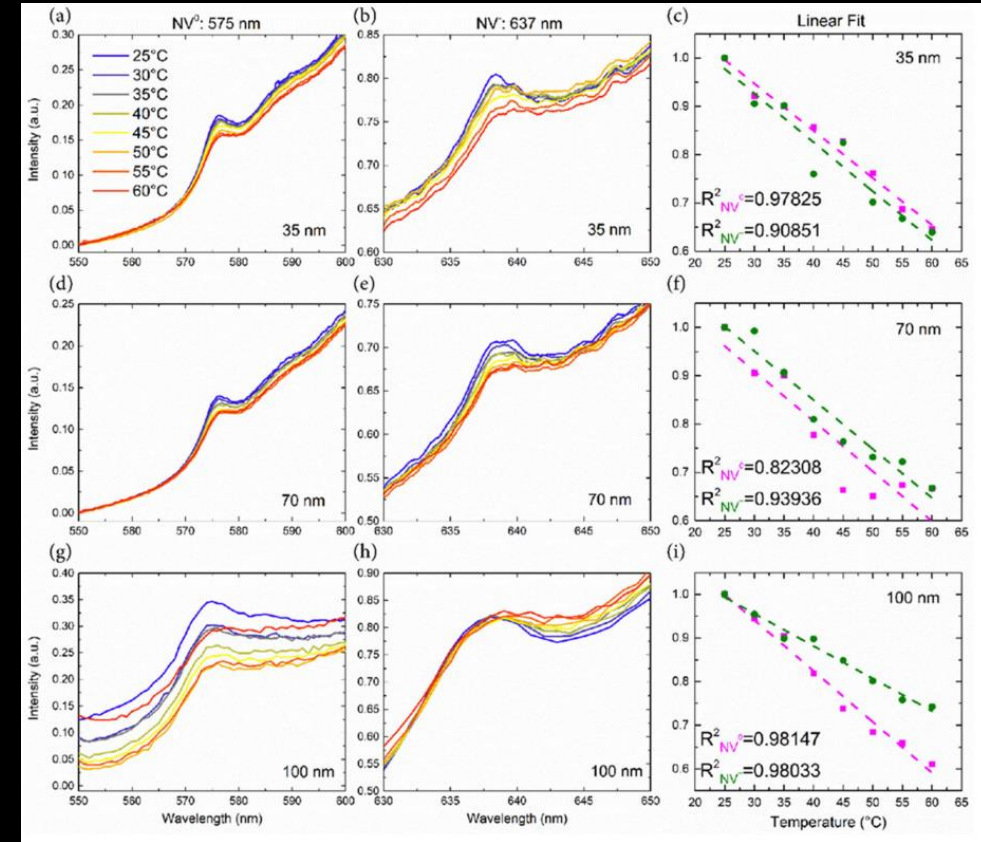 (a) NV⁰: 575 nm
(b) NV⁻: 637 nm
(c) Linear Fit
Intensity (a.u.)
0.30
0.25
0.20
0.15
0.10
0.05
0.00
25°C
30°C
35°C
40°C
45°C
50°C
55°C
60°C
35 nm
550 560 570 580 590 600
0.85
0.80
0.75
0.70
0.65
0.60
35 nm
630 635 640 645 650
1.0
0.9
0.8
0.7
0.6
35 nm
R²NV⁰=0.97825
R²NV⁻=0.90851
20 25 30 35 40 45 50 55 60 65
(d)
(e)
(f)
Intensity (a.u.)
0.25
0.20
0.15
0.10
0.05
0.00
70 nm
550 560 570 580 590 600
0.75
0.70
0.65
0.60
0.55
0.50
70 nm
630 635 640 645 650
1.0
0.9
0.8
0.7
0.6
70 nm
R²NV⁰=0.82308
R²NV⁻=0.93936
20 25 30 35 40 45 50 55 60 65
(g)
(h)
(i)
Intensity (a.u.)
0.40
0.35
0.30
0.25
0.20
0.15
0.10
0.05
0.00
100 nm
550 560 570 580 590 600
Wavelength (nm)
0.90
0.85
0.80
0.75
0.70
0.65
0.60
0.55
0.50
100 nm
630 635 640 645 650
Wavelength (nm)
1.0
0.9
0.8
0.7
0.6
100 nm
R²NV⁰=0.98147
R²NV⁻=0.98033
20 25 30 35 40 45 50 55 60 65
Temperature (°C)